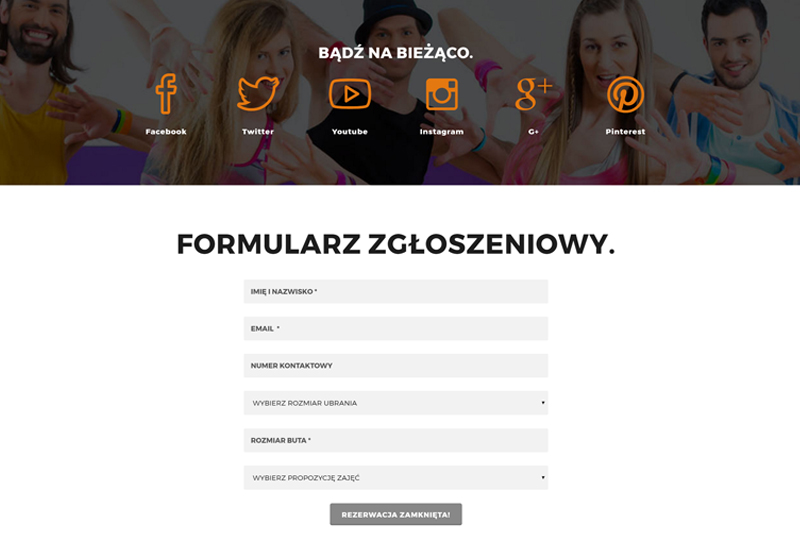 BĄDŹ NA BIEŻĄCO.
Facebook Twitter Youtube Instagram G+ Pinterest
FORMULARZ ZGŁOSZENIOWY.
IMIĘ I NAZWISKO *
EMAIL *
NUMER KONTAKTOWY
WYBIERZ ROZMIAR UBRANIA
ROZMIAR BUTA *
WYBIERZ PROPOZYCJĘ ZAJĘĆ
REZERWACJA ZAMKNIĘTA!